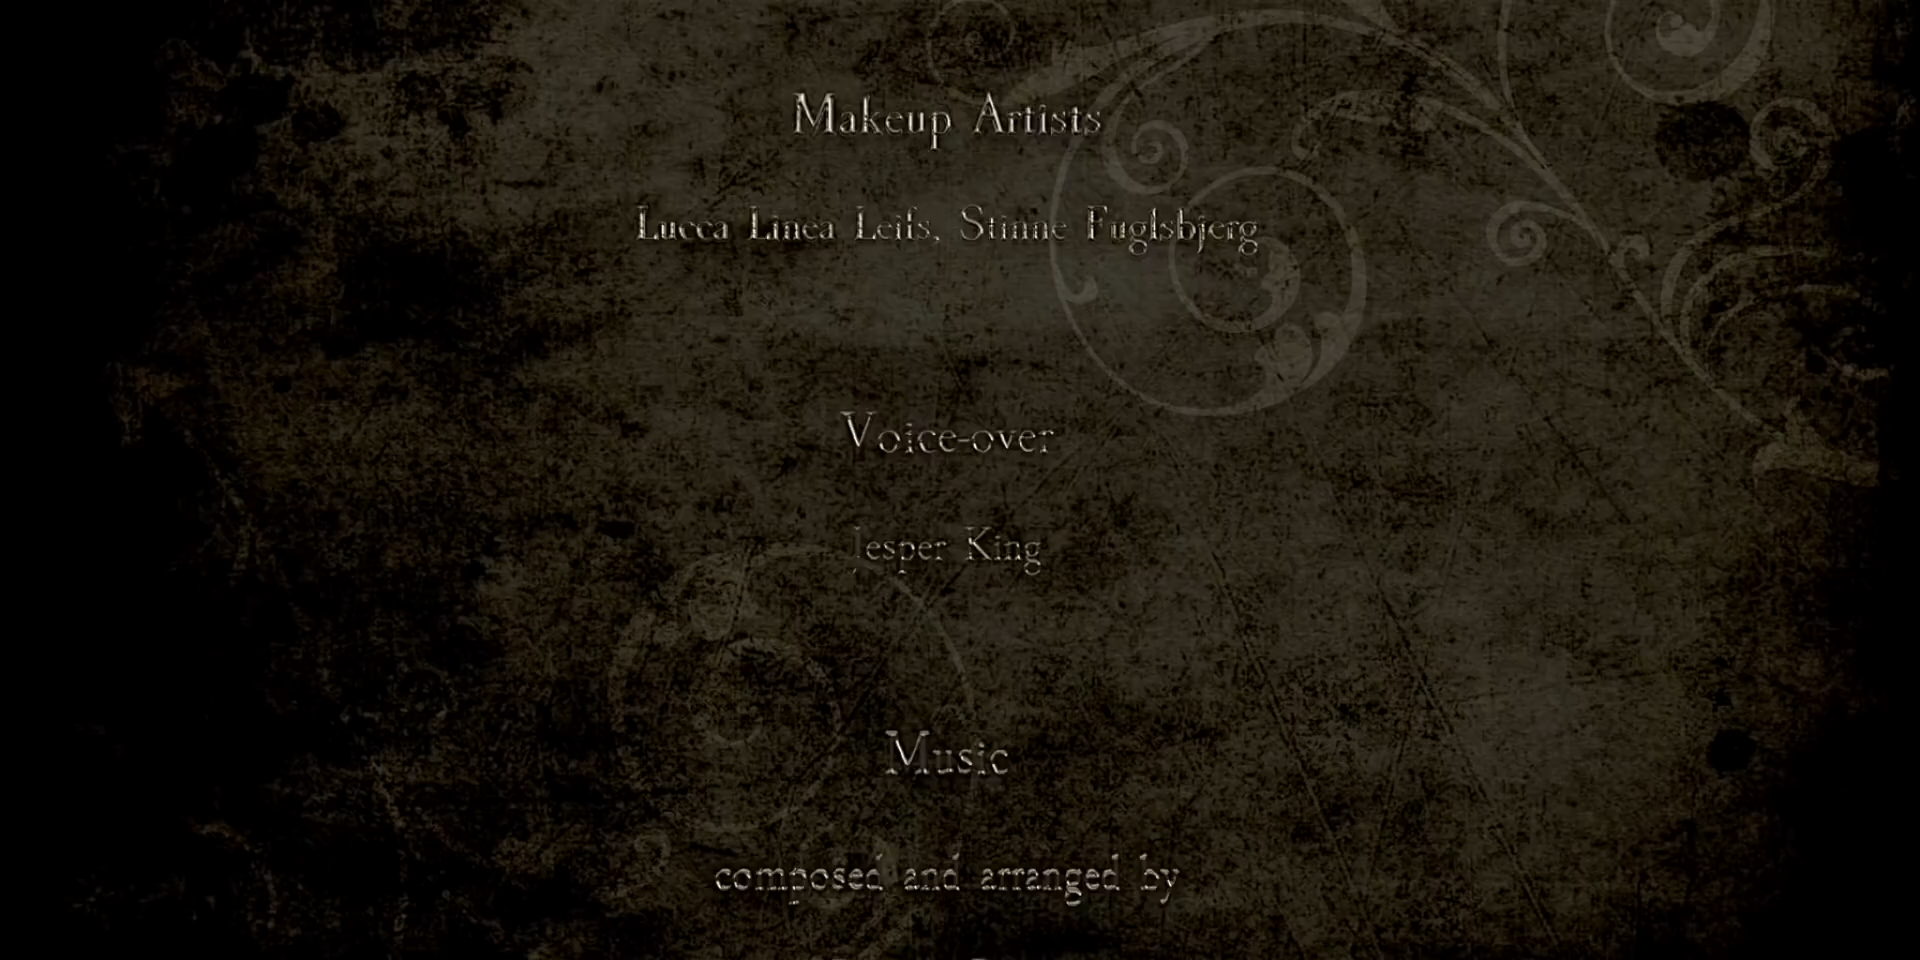 Makeup Artists
Lucca Linea Leifs, Stinne Fuglsbjerg
Voice-over
Jesper King
Music
composed and arranged by